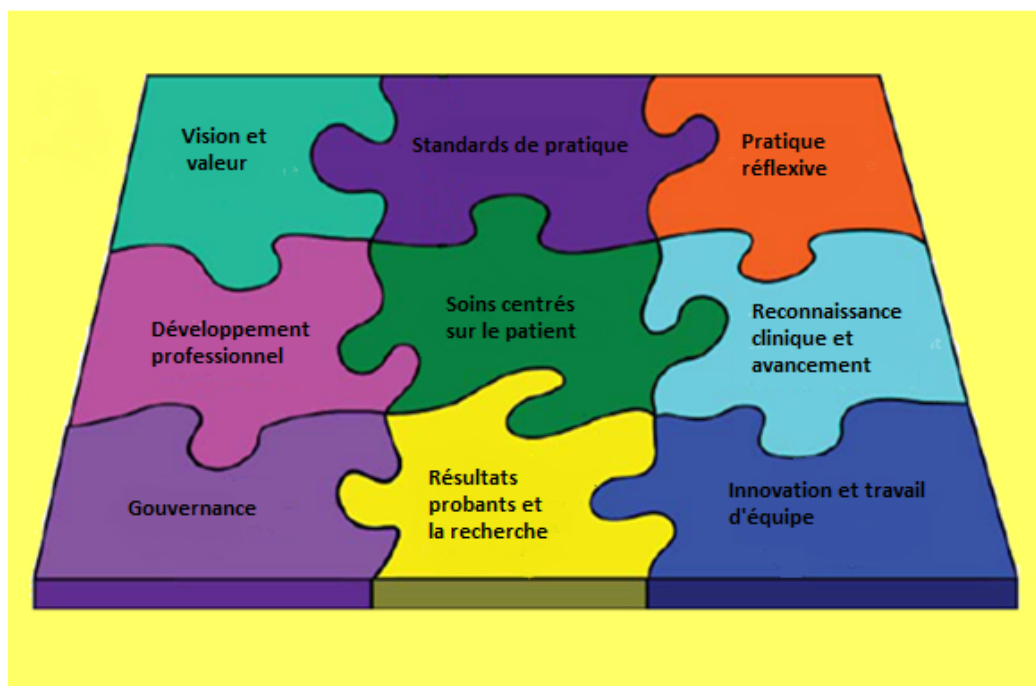 Vision et
valeur
Standards de pratique
Pratique
réflexive
Développement
professionnel
Soins centrés
sur le patient
Reconnaissance
clinique et
avancement
Gouvernance
Résultats
probants et
la recherche
Innovation et travail
d'équipe